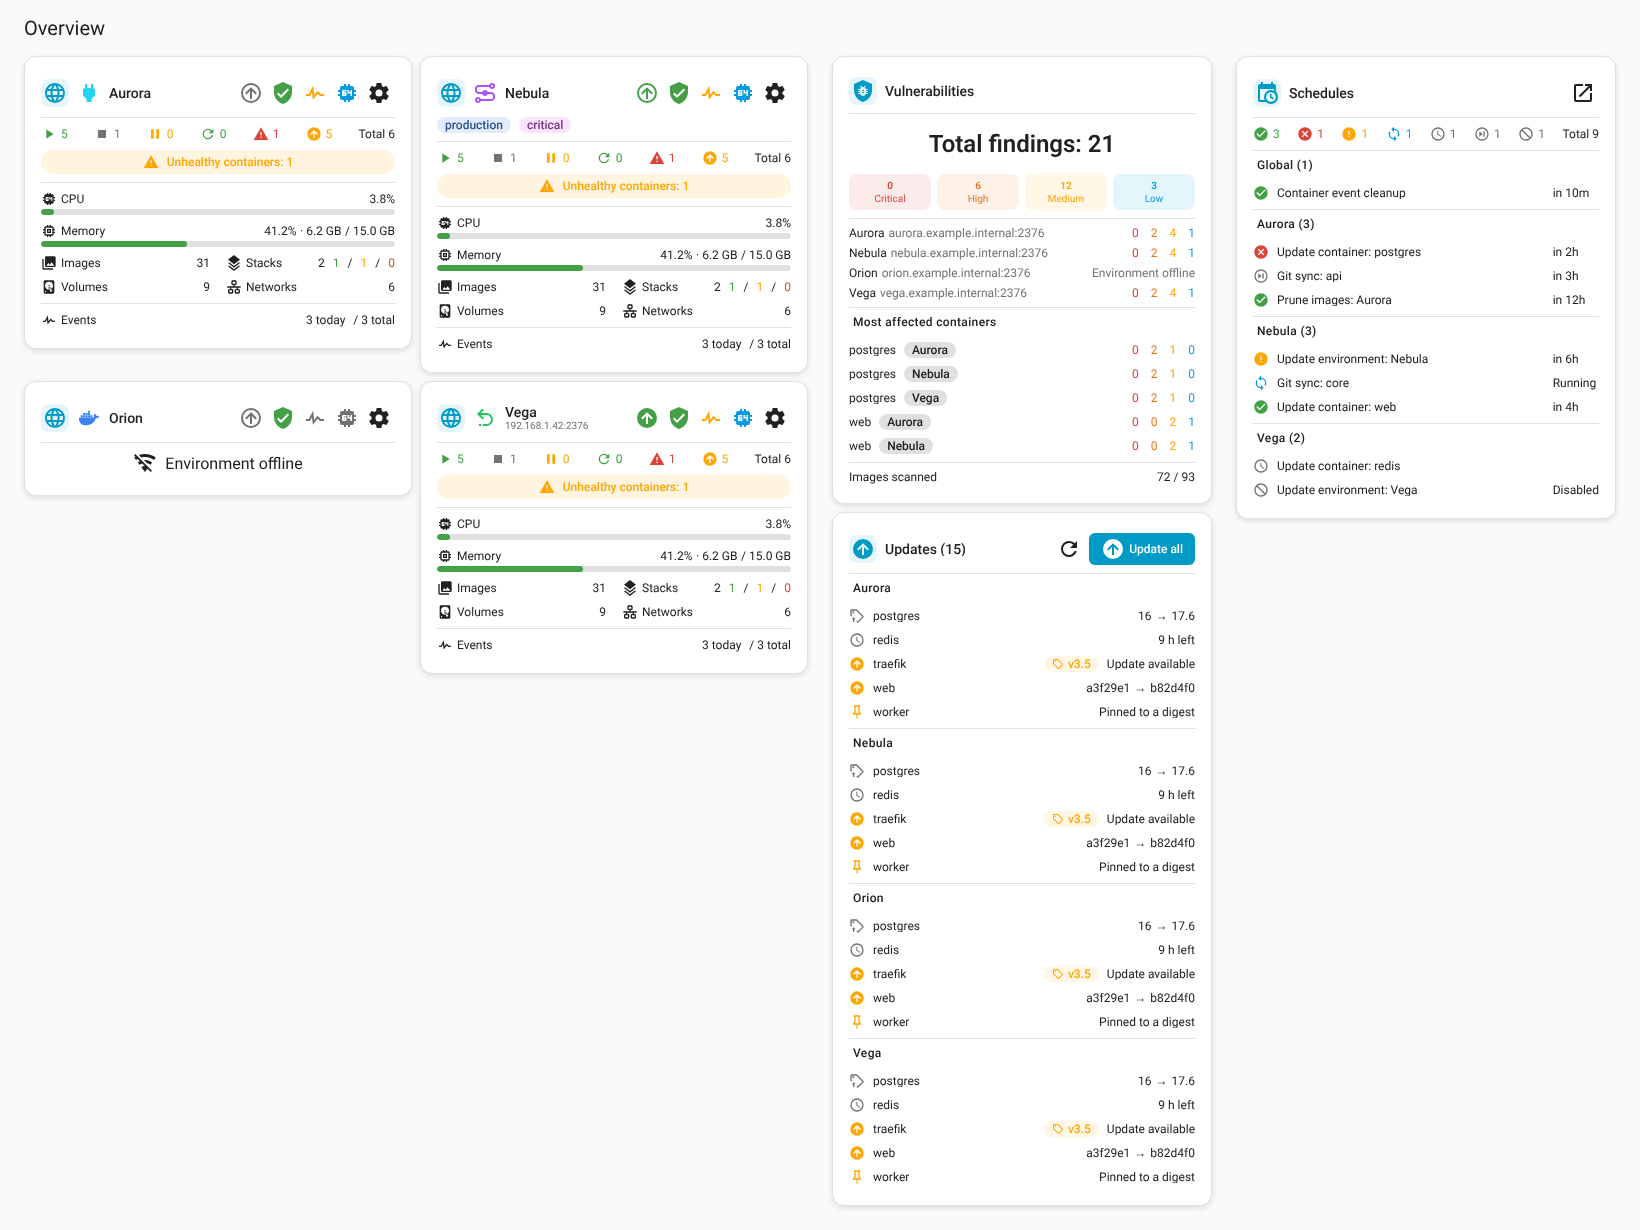 Overview
Aurora
5 1 0 0 1 5 Total 6
Unhealthy containers: 1
CPU 3.8%
Memory 41.2% · 6.2 GB / 15.0 GB
Images 31 Stacks 2 1 / 1 / 0
Volumes 9 Networks 6
Events 3 today / 3 total
Orion
Environment offline
Nebula
production critical
5 1 0 0 1 5 Total 6
Unhealthy containers: 1
CPU 3.8%
Memory 41.2% · 6.2 GB / 15.0 GB
Images 31 Stacks 2 1 / 1 / 0
Volumes 9 Networks 6
Events 3 today / 3 total
Vega
192.168.1.42:2376
5 1 0 0 1 5 Total 6
Unhealthy containers: 1
CPU 3.8%
Memory 41.2% · 6.2 GB / 15.0 GB
Images 31 Stacks 2 1 / 1 / 0
Volumes 9 Networks 6
Events 3 today / 3 total
Vulnerabilities
Total findings: 21
0 6 12 3
Critical High Medium Low
Aurora aurora.example.internal:2376 0 2 4 1
Nebula nebula.example.internal:2376 0 2 4 1
Orion orion.example.internal:2376 Environment offline
Vega vega.example.internal:2376 0 2 4 1
Most affected containers
postgres Aurora 0 2 1 0
postgres Nebula 0 2 1 0
postgres Vega 0 2 1 0
web Aurora 0 0 2 1
web Nebula 0 0 2 1
Images scanned 72 / 93
Updates (15) Update all
Aurora
postgres 16 → 17.6
redis 9 h left
traefik v3.5 Update available
web a3f29e1 → b82d4f0
worker Pinned to a digest
Nebula
postgres 16 → 17.6
redis 9 h left
traefik v3.5 Update available
web a3f29e1 → b82d4f0
worker Pinned to a digest
Orion
postgres 16 → 17.6
redis 9 h left
traefik v3.5 Update available
web a3f29e1 → b82d4f0
worker Pinned to a digest
Vega
postgres 16 → 17.6
redis 9 h left
traefik v3.5 Update available
web a3f29e1 → b82d4f0
worker Pinned to a digest
Schedules
3 1 1 1 1 1 1 Total 9
Global (1)
Container event cleanup in 10m
Aurora (3)
Update container: postgres in 2h
Git sync: api in 3h
Prune images: Aurora in 12h
Nebula (3)
Update environment: Nebula in 6h
Git sync: core Running
Update container: web in 4h
Vega (2)
Update container: redis
Update environment: Vega Disabled